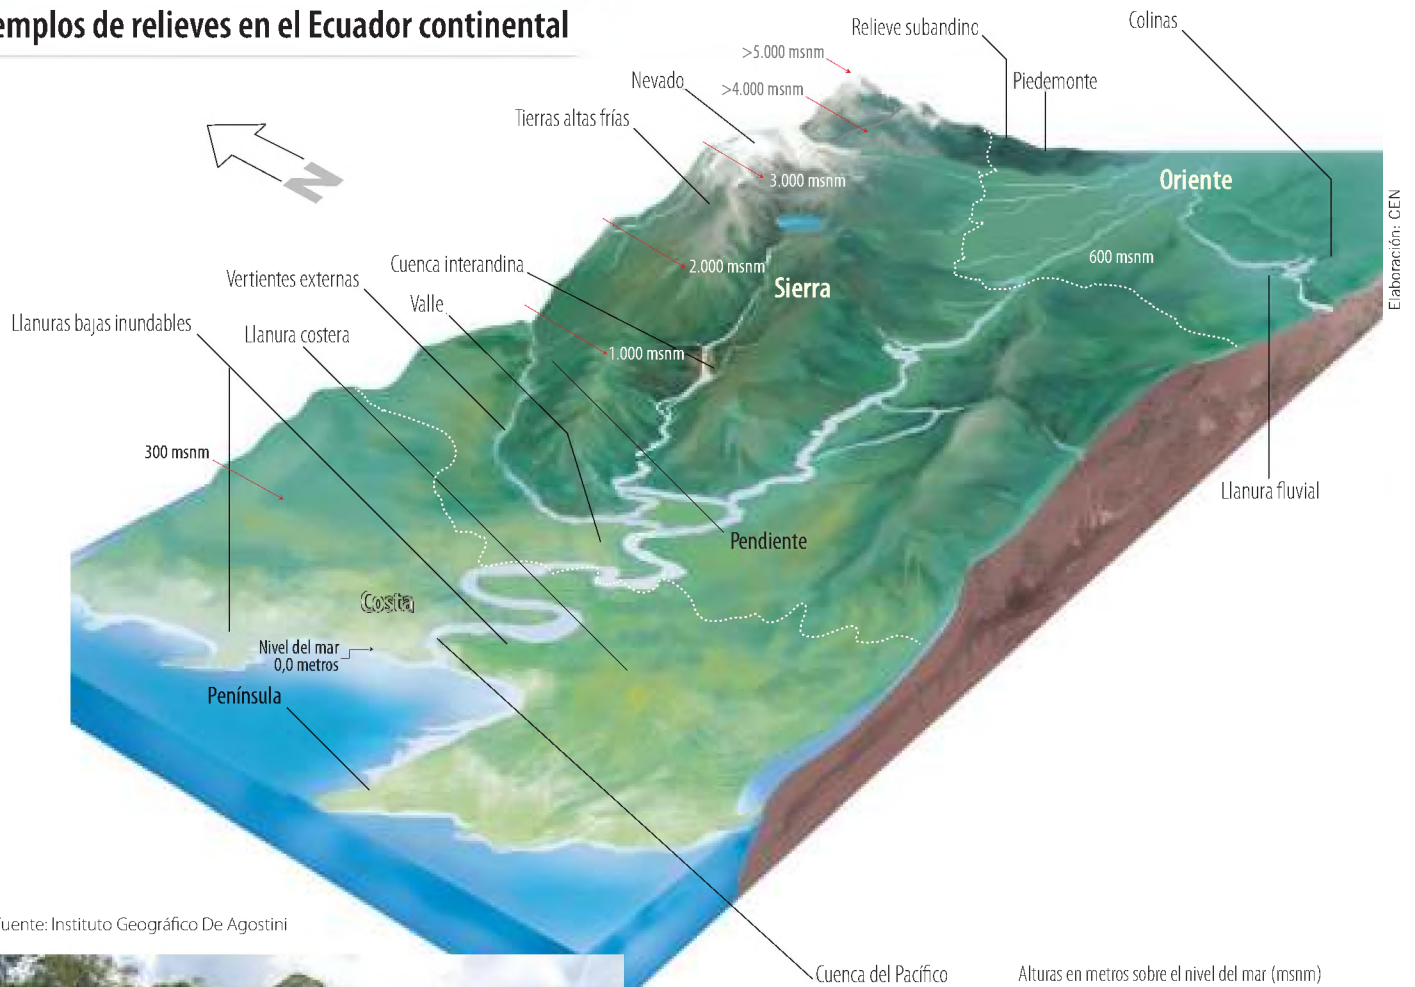 emplos de relieves en el Ecuador continental
Colinas
Relieve subandino
>5.000 msnm
Nevado
>4.000 msnm
Piedemonte
Tierras altas frías
N
3.000 msnm
Oriente
Elaboración: CEN
Cuenca interandina
2.000 msnm
600 msnm
Vertientes externas
Sierra
Valle
Llanuras bajas inundables
Llanura costera
1.000 msnm
300 msnm
Llanura fluvial
Pendiente
Costa
Nivel del mar
0,0 metros
Península
uente: Instituto Geográfico De Agostini
Cuenca del Pacífico
Alturas en metros sobre el nivel del mar (msnm)